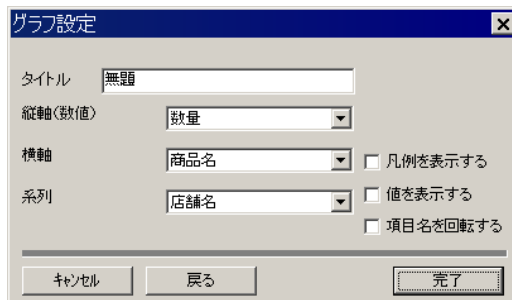 グラフ設定
タイトル 無題
縦軸(数値) 数量
横軸 商品名 凡例を表示する
系列 店舗名 値を表示する
項目名を回転する
ｷｬﾝｾﾙ 戻る 完了